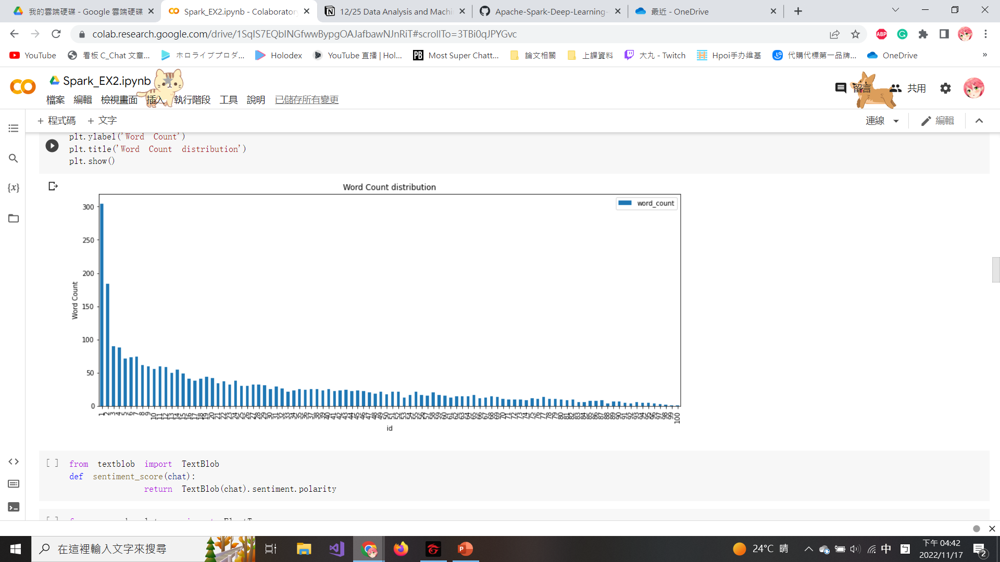 我的雲端硬碟 - Google 雲端硬碟
Spark_EX2.ipynb - Colaboratory
12/25 Data Analysis and Machi
Apache-Spark-Deep-Learning-
最近 - OneDrive
colab.research.google.com/drive/1SqIS7EQbINGfwwBypgOAJafbawNJnRiT#scrollTo=3TBi0qJPYGvc
ABP
YouTube
看板 C_Chat 文章...
ホロライブプロダ...
Holodex
YouTube 直播 | Hol...
PB Most Super Chatt...
論文相關
上課資料
大丸 - Twitch
Hpoi手办维基
代購代標第一品牌...
OneDrive
»
Spark_EX2.ipynb
留言
共用
檔案 編輯 檢視畫面 插入 執行階段 工具 說明 已儲存所有變更
+ 程式碼 + 文字
連線
編輯
plt.ylabel('Word Count')
plt.title('Word Count distribution')
plt.show()
{x}
Word Count distribution
word_count
300
250
200
150
100
50
0
Word Count
1 2 3 4 5 6 7 8 9 10 11 12 13 14 15 16 17 18 19 20 21 22 23 24 25 26 27 28 29 30 31 32 33 34 35 36 37 38 39 40 41 42 43 44 45 46 47 48 49 50 51 52 53 54 55 56 57 58 59 60 61 62 63 64 65 66 67 68 69 70 71 72 73 74 75 76 77 78 79 80 81 82 83 84 85 86 87 88 89 90 91 92 93 94 95 96 97 98 99 100
id
[ ] from textblob import TextBlob
def sentiment_score(chat):
return TextBlob(chat).sentiment.polarity
在這裡輸入文字來搜尋
24°C 晴
中
下午 04:42
2022/11/17
2